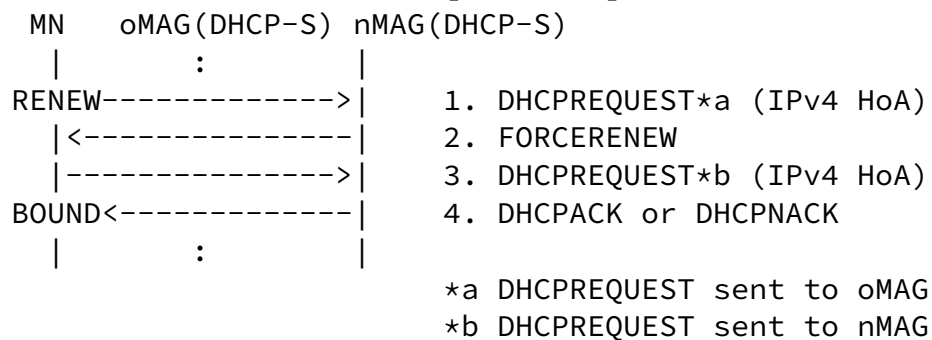 MN    oMAG(DHCP-S) nMAG(DHCP-S)
|         :          |
RENEW------------->|    1. DHCPREQUEST*a (IPv4 HoA)
|<---------------|    2. FORCERENEW
|--------------->|    3. DHCPREQUEST*b (IPv4 HoA)
BOUND<-------------|    4. DHCPACK or DHCPNACK
|         :          |
*a DHCPREQUEST sent to oMAG
*b DHCPREQUEST sent to nMAG